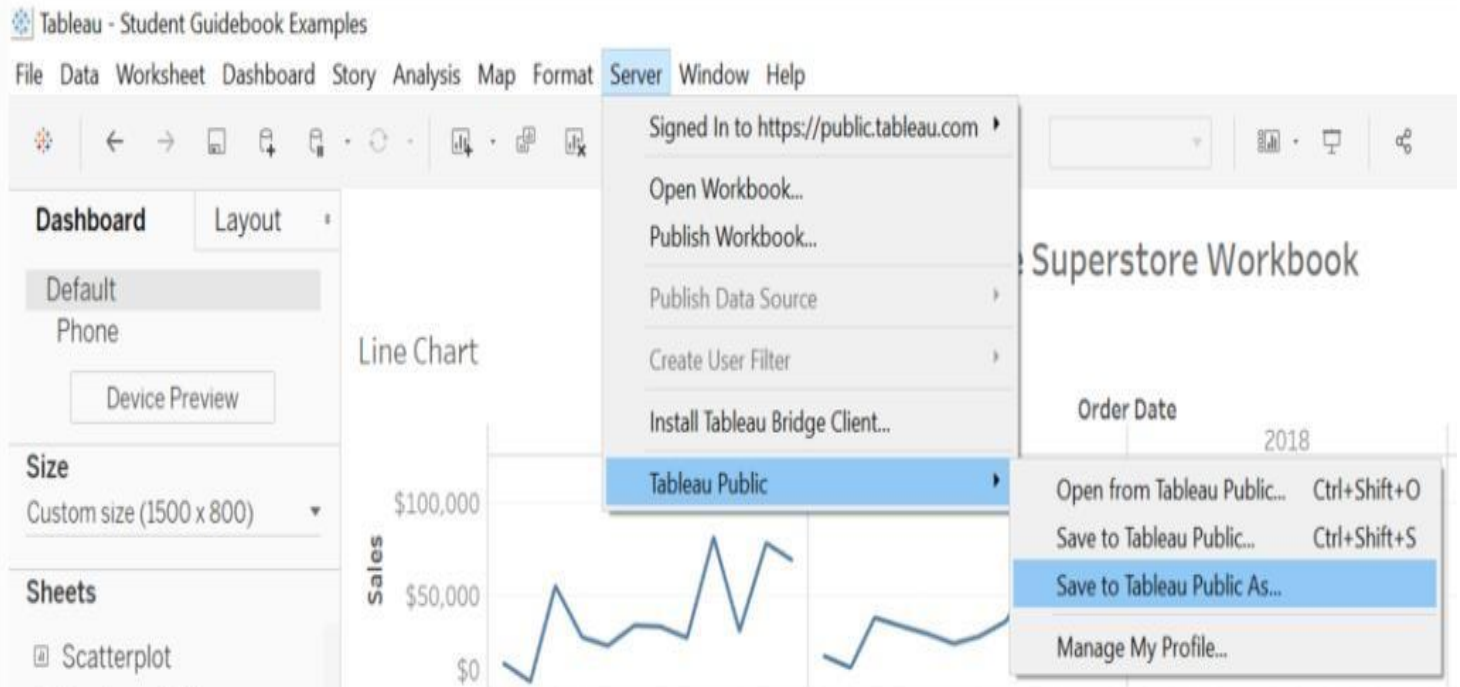 Tableau - Student Guidebook Examples
File Data Worksheet Dashboard Story Analysis Map Format Server Window Help
Dashboard Layout
Default
Phone
Device Preview
Size
Custom size (1500 x 800)
Sheets
Scatterplot
Signed In to https://public.tableau.com
Open Workbook...
Publish Workbook...
Publish Data Source
Create User Filter
Install Tableau Bridge Client...
Tableau Public
Open from Tableau Public... Ctrl+Shift+O
Save to Tableau Public... Ctrl+Shift+S
Save to Tableau Public As...
Manage My Profile...
Superstore Workbook
Line Chart
Order Date
2018
Sales
$100,000
$50,000
$0